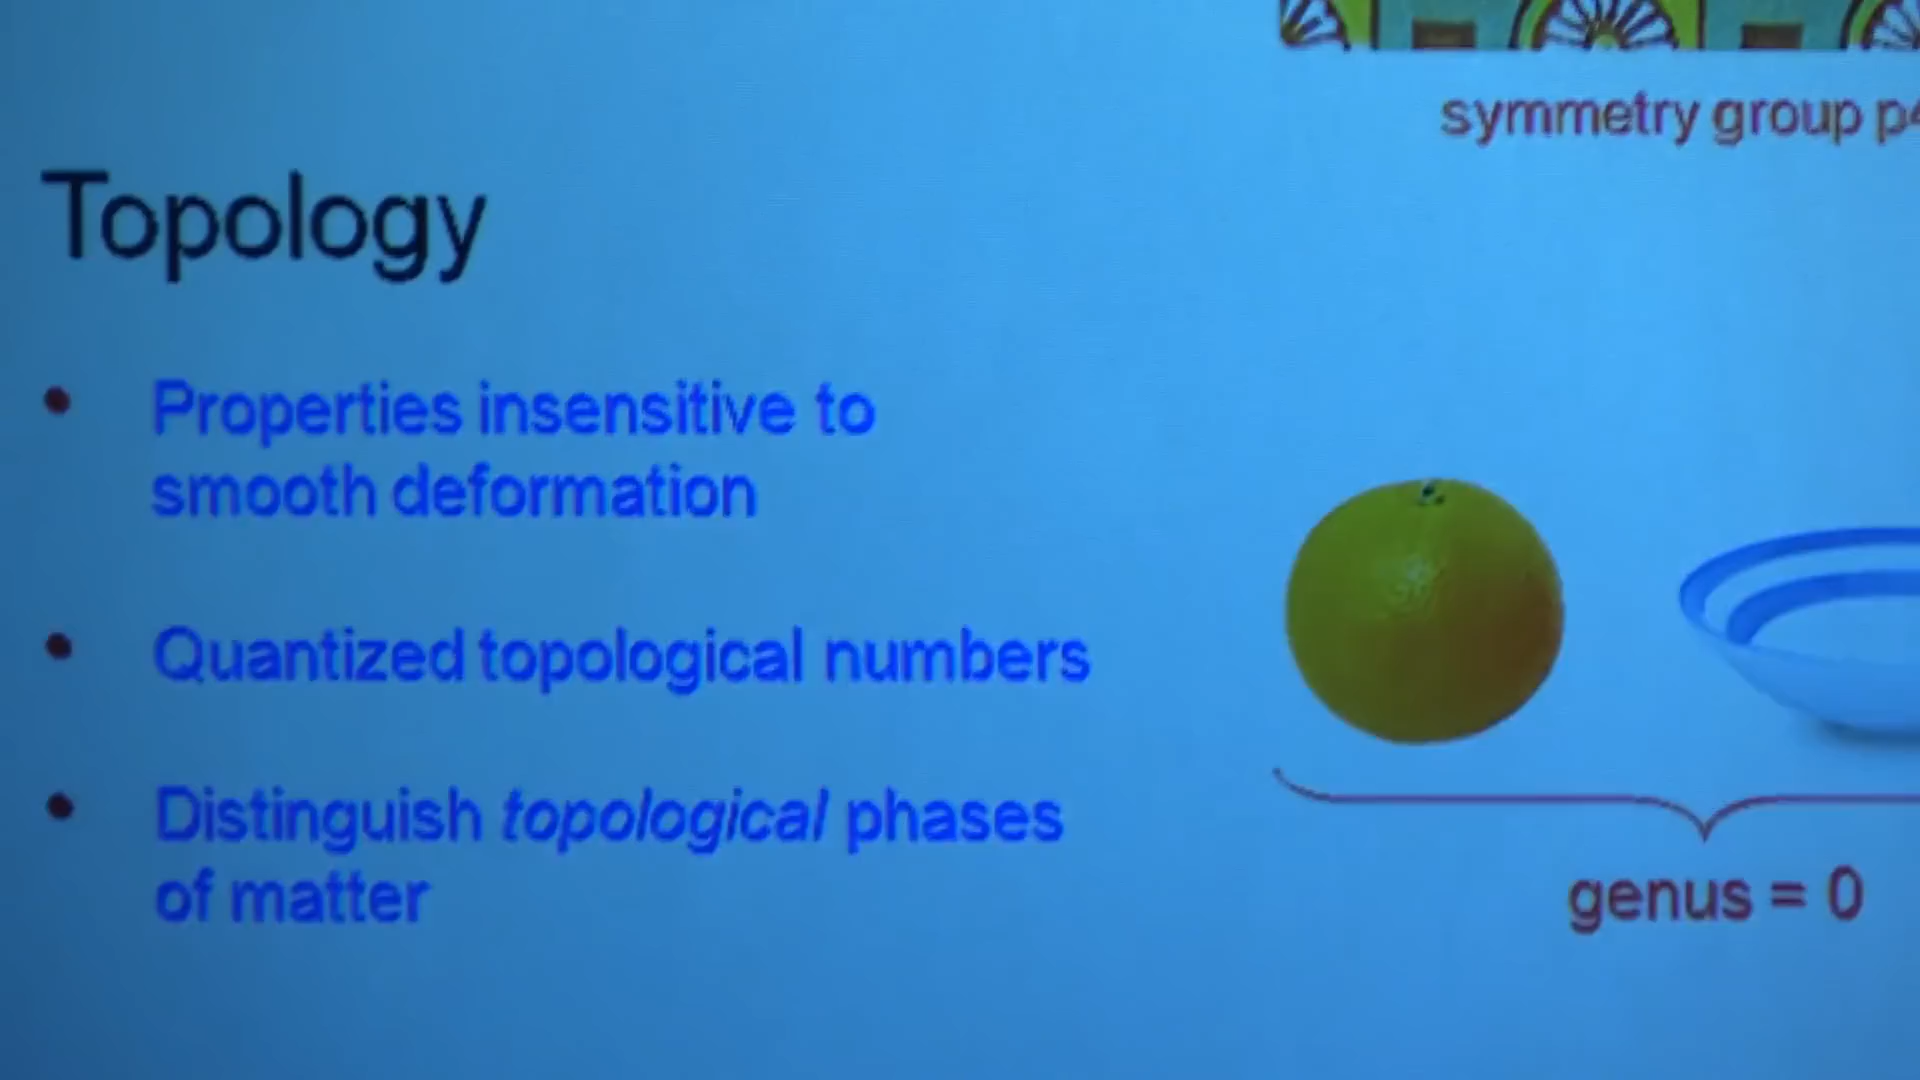 symmetry group p4
Topology
• Properties insensitive to
smooth deformation
• Quantized topological numbers
• Distinguish topological phases
of matter
genus = 0